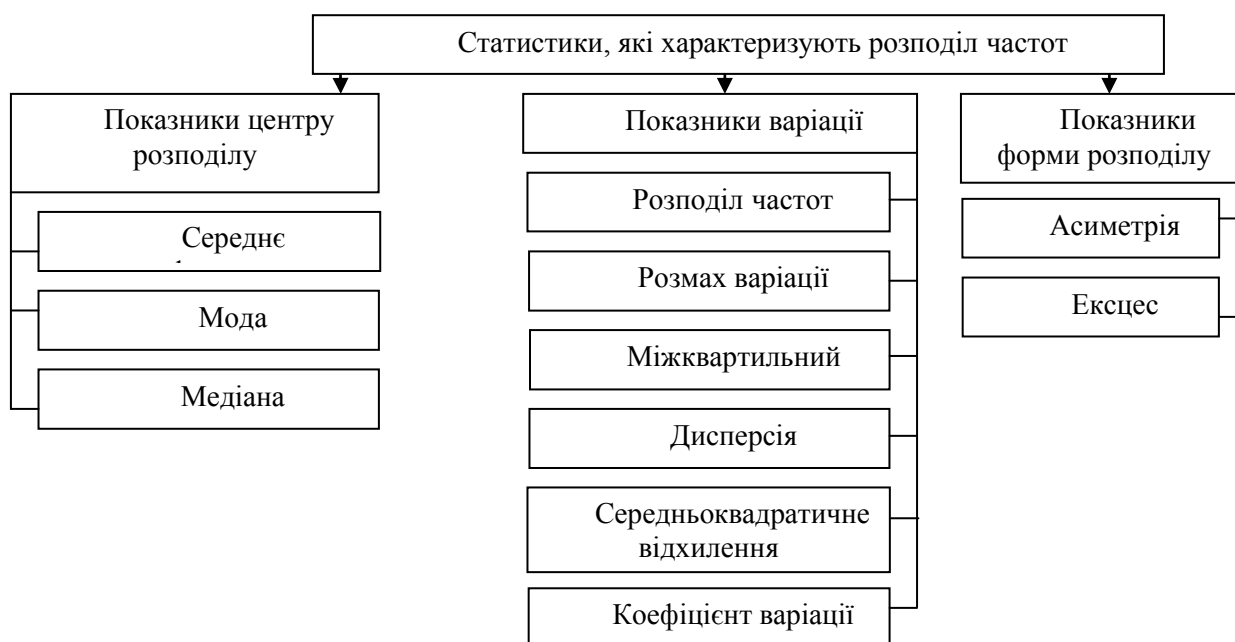 Статистики, які характеризують розподіл частот
Показники центру
розподілу
Середнє
Мода
Медіана
Показники варіації
Розподіл частот
Розмах варіації
Міжквартильний
Дисперсія
Середньоквадратичне
відхилення
Коефіцієнт варіації
Показники
форми розподілу
Асиметрія
Ексцес